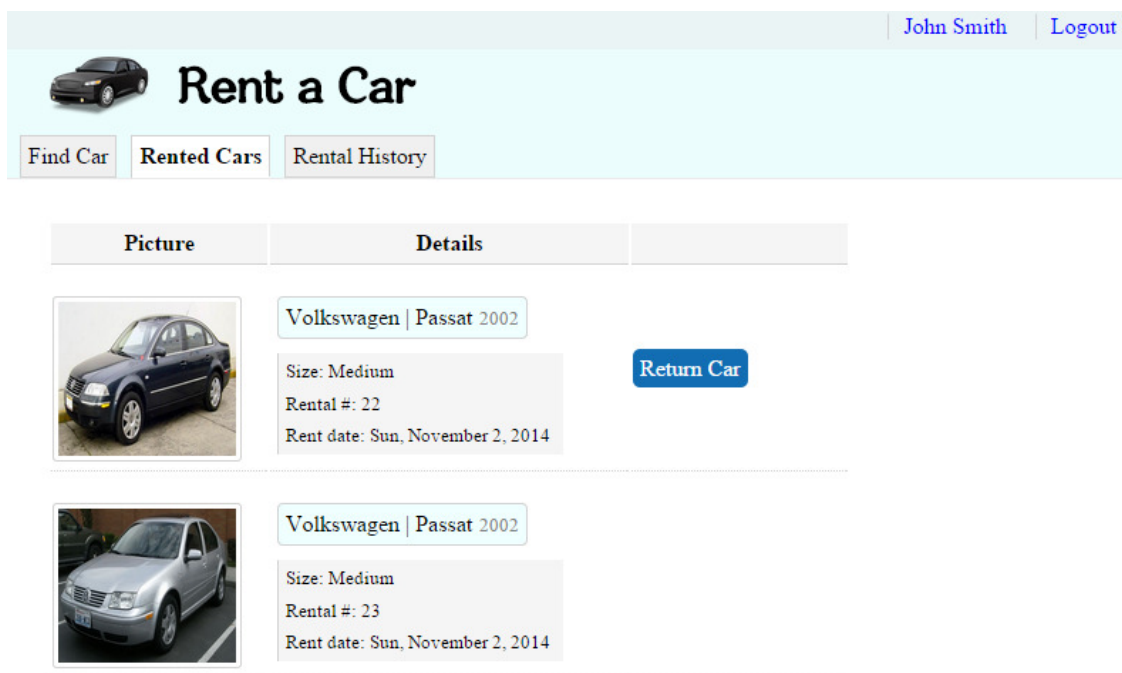 John Smith Logout
Rent a Car
Find Car Rented Cars Rental History
Picture Details
Volkswagen | Passat 2002
Size: Medium
Return Car
Rental #: 22
Rent date: Sun, November 2, 2014
Volkswagen | Passat 2002
Size: Medium
Rental #: 23
Rent date: Sun, November 2, 2014